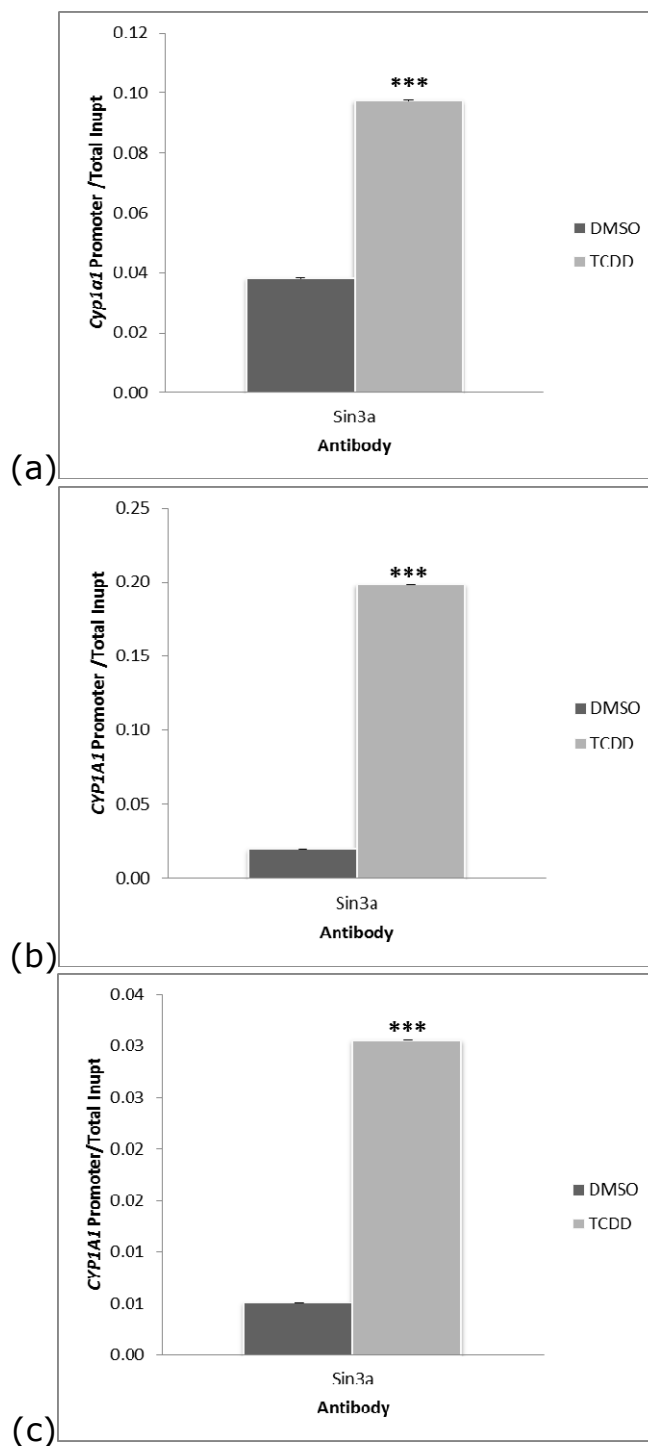 0.12
0.10
0.08
0.06
0.04
0.02
0.00
Cyp1a1 Promoter /Total Inupt
***
DMSO
TCDD
Sin3a
Antibody
(a)
0.25
0.20
0.15
0.10
0.05
0.00
CYP1A1 Promoter /Total Inupt
***
DMSO
TCDD
Sin3a
Antibody
(b)
0.04
0.03
0.03
0.02
0.02
0.01
0.01
0.00
CYP1A1 Promoter/Total Inupt
***
DMSO
TCDD
Sin3a
Antibody
(c)